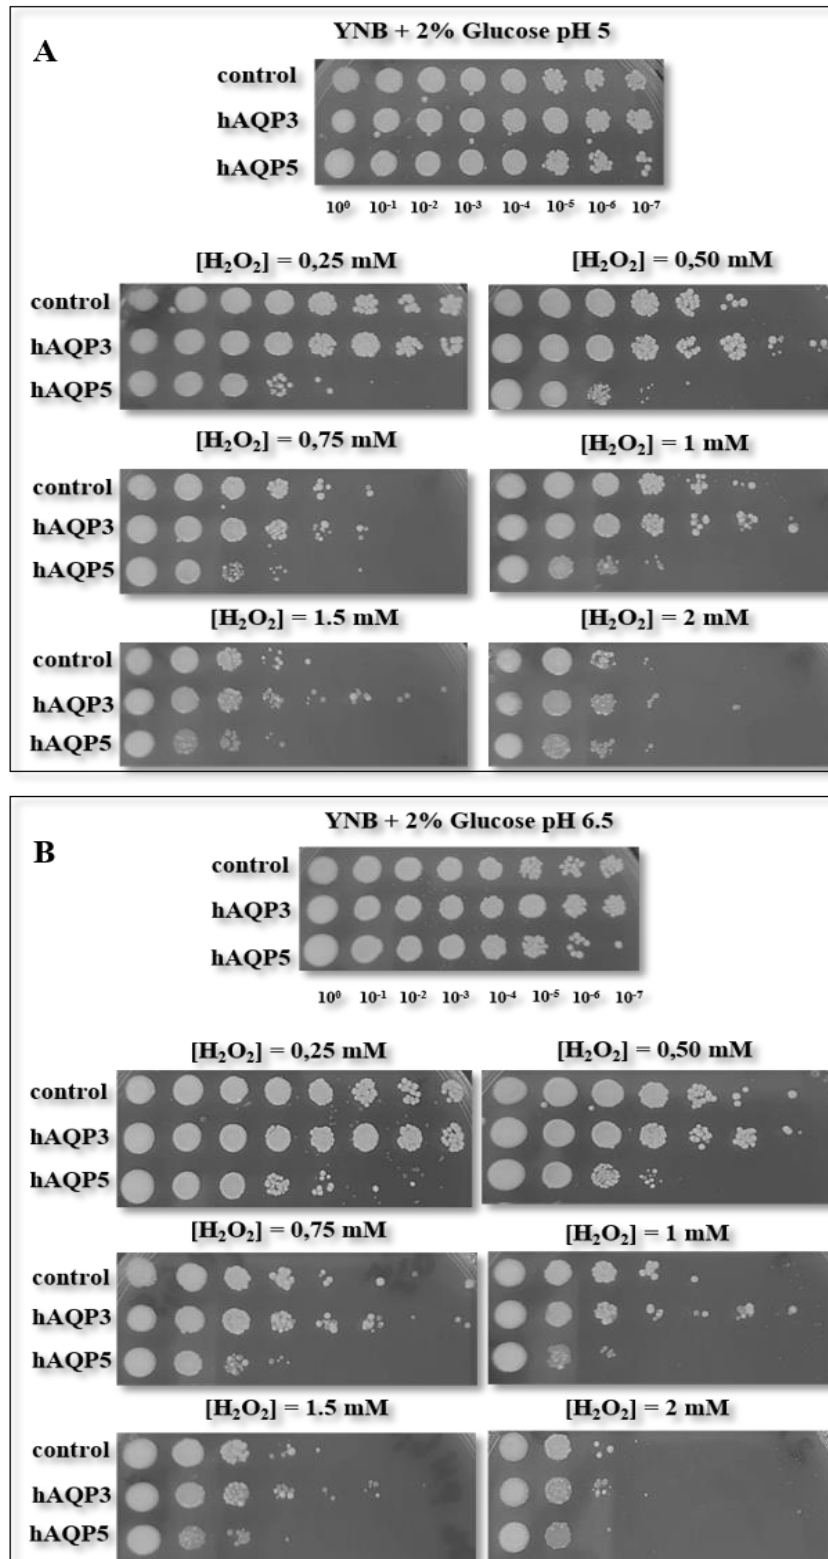 A
YNB + 2% Glucose pH 5
control
hAQP3
hAQP5
10⁰ 10⁻¹ 10⁻² 10⁻³ 10⁻⁴ 10⁻⁵ 10⁻⁶ 10⁻⁷
[H₂O₂] = 0,25 mM [H₂O₂] = 0,50 mM
control
hAQP3
hAQP5
[H₂O₂] = 0,75 mM [H₂O₂] = 1 mM
control
hAQP3
hAQP5
[H₂O₂] = 1.5 mM [H₂O₂] = 2 mM
control
hAQP3
hAQP5
B
YNB + 2% Glucose pH 6.5
control
hAQP3
hAQP5
10⁰ 10⁻¹ 10⁻² 10⁻³ 10⁻⁴ 10⁻⁵ 10⁻⁶ 10⁻⁷
[H₂O₂] = 0,25 mM [H₂O₂] = 0,50 mM
control
hAQP3
hAQP5
[H₂O₂] = 0,75 mM [H₂O₂] = 1 mM
control
hAQP3
hAQP5
[H₂O₂] = 1.5 mM [H₂O₂] = 2 mM
control
hAQP3
hAQP5